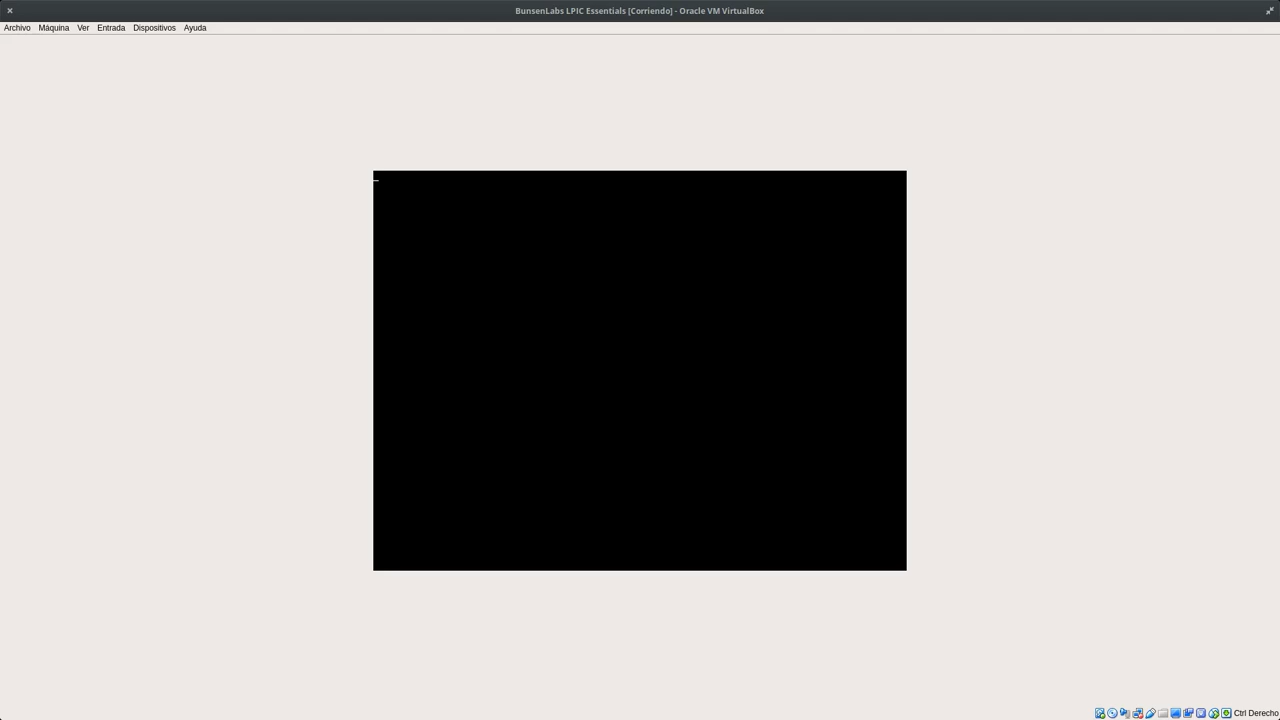 BunsenLabs LPIC Essentials [Corriendo] - Oracle VM VirtualBox
Archivo Máquina Ver Entrada Dispositivos Ayuda
Ctrl Derecho